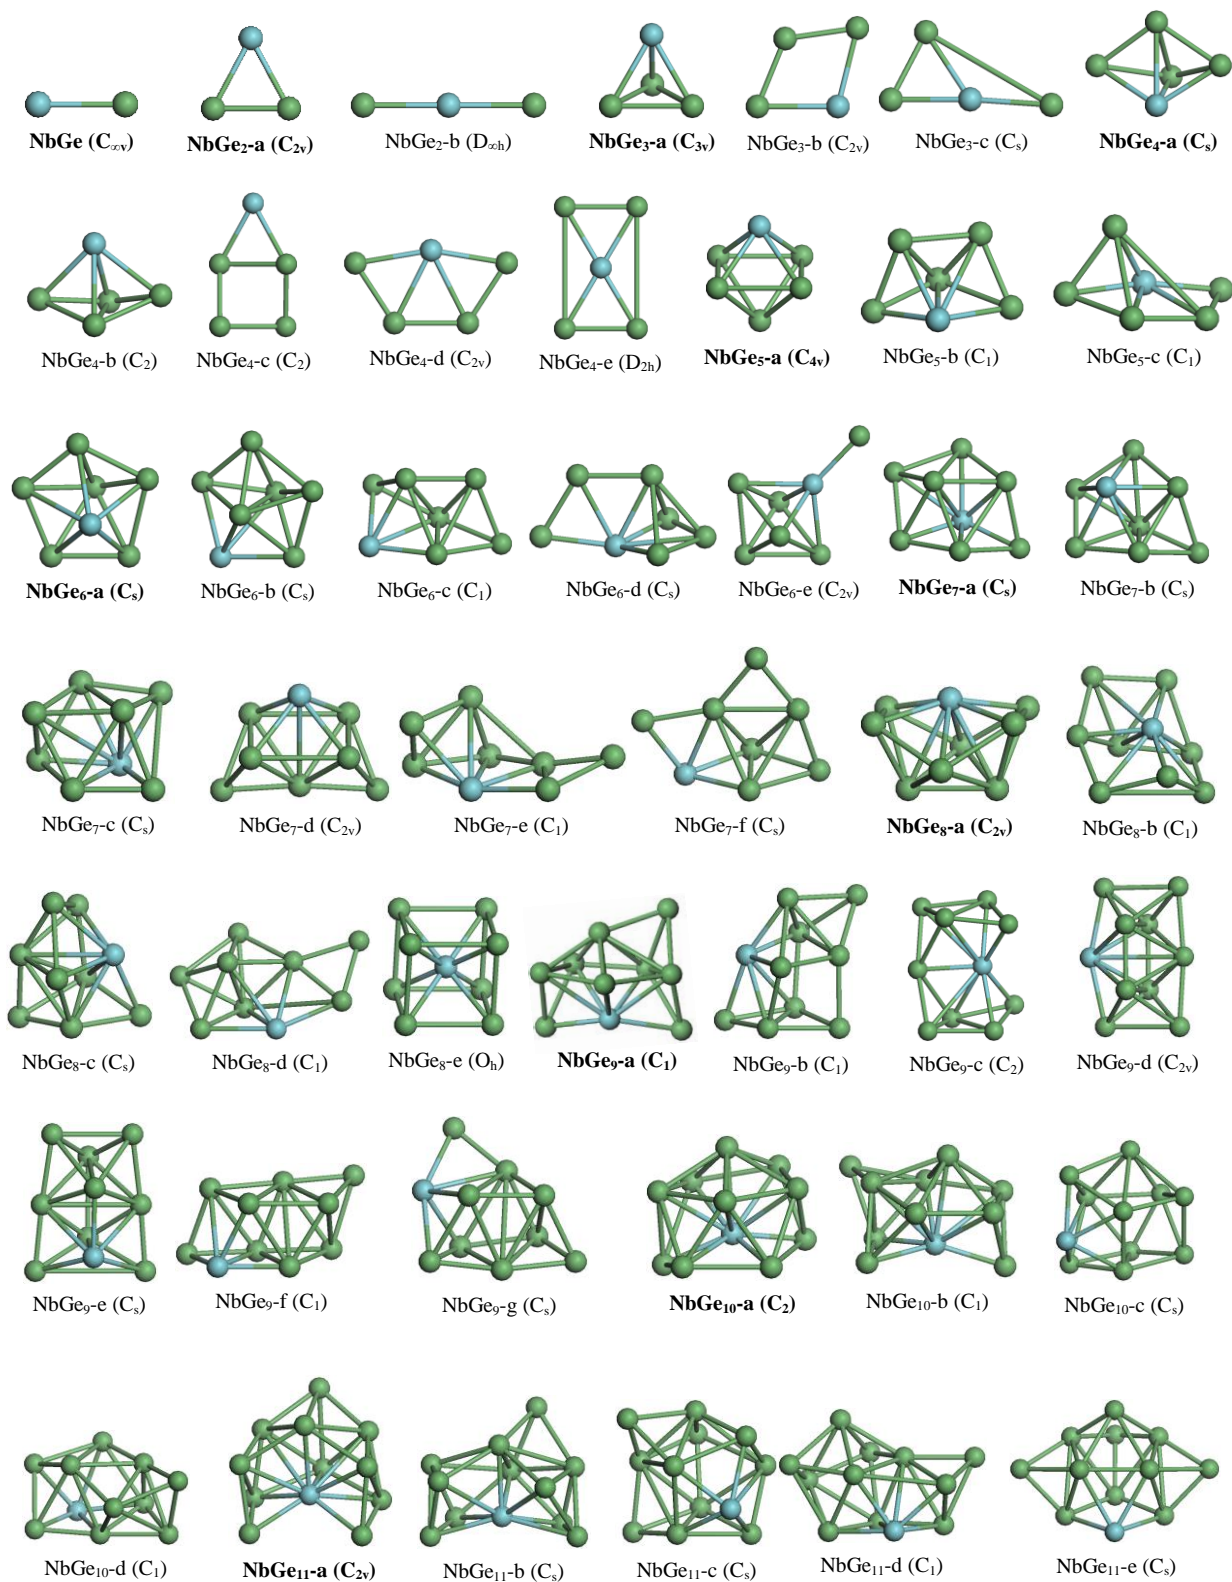 NbGe (C∞v) NbGe2-a (C2v) NbGe2-b (D∞h) NbGe3-a (C3v) NbGe3-b (C2v) NbGe3-c (Cs) NbGe4-a (Cs)
NbGe4-b (C2) NbGe4-c (C2) NbGe4-d (C2v) NbGe4-e (D2h) NbGe5-a (C4v) NbGe5-b (C1) NbGe5-c (C1)
NbGe6-a (Cs) NbGe6-b (Cs) NbGe6-c (C1) NbGe6-d (Cs) NbGe6-e (C2v) NbGe7-a (Cs) NbGe7-b (Cs)
NbGe7-c (Cs) NbGe7-d (C2v) NbGe7-e (C1) NbGe7-f (Cs) NbGe8-a (C2v) NbGe8-b (C1)
NbGe8-c (Cs) NbGe8-d (C1) NbGe8-e (Oh) NbGe9-a (C1) NbGe9-b (C1) NbGe9-c (C2) NbGe9-d (C2v)
NbGe9-e (Cs) NbGe9-f (C1) NbGe9-g (Cs) NbGe10-a (C2) NbGe10-b (C1) NbGe10-c (Cs)
NbGe10-d (C1) NbGe11-a (C2v) NbGe11-b (Cs) NbGe11-c (Cs) NbGe11-d (C1) NbGe11-e (Cs)